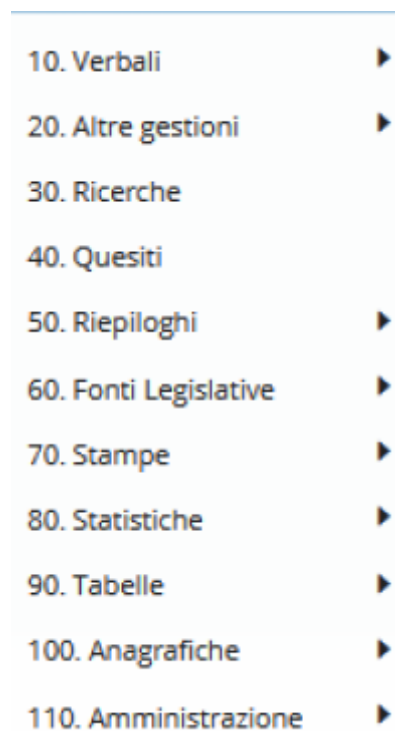 10. Verbali
20. Altre gestioni
30. Ricerche
40. Quesiti
50. Riepiloghi
60. Fonti Legislative
70. Stampe
80. Statistiche
90. Tabelle
100. Anagrafiche
110. Amministrazione